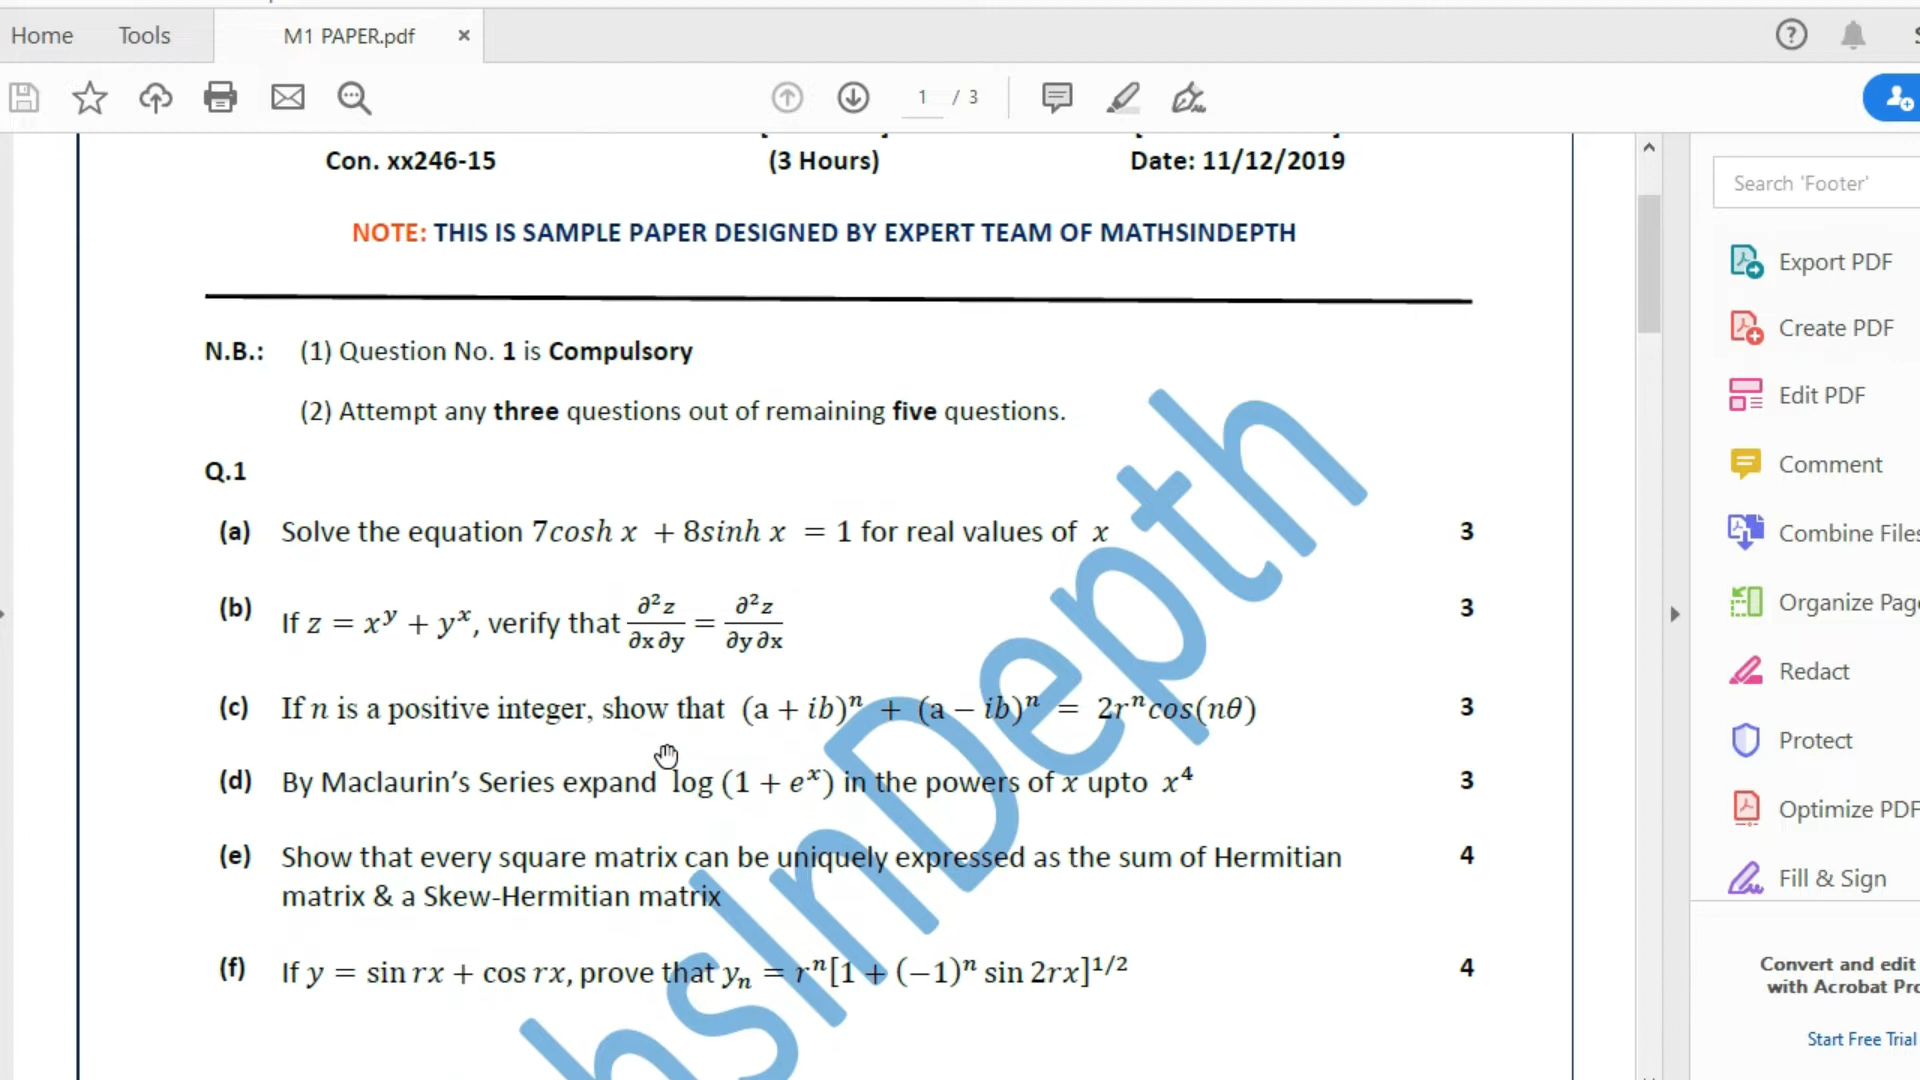 Home Tools M1 PAPER.pdf
1 / 3
Con. xx246-15 (3 Hours) Date: 11/12/2019
Search 'Footer'
NOTE: THIS IS SAMPLE PAPER DESIGNED BY EXPERT TEAM OF MATHSINDEPTH
Export PDF
Create PDF
Edit PDF
Comment
Combine Files
Organize Page
Redact
Protect
Optimize PDF
Fill & Sign
Convert and edit
with Acrobat Pro
Start Free Trial
N.B.: (1) Question No. 1 is Compulsory
(2) Attempt any three questions out of remaining five questions.
Q.1
(a) Solve the equation 7cosh x + 8sinh x = 1 for real values of x 3
(b) If z = x^y + y^x, verify that ∂²z/∂x∂y = ∂²z/∂y∂x 3
(c) If n is a positive integer, show that (a + ib)^n + (a − ib)^n = 2r^n cos(nθ) 3
(d) By Maclaurin's Series expand log (1 + e^x) in the powers of x upto x^4 3
(e) Show that every square matrix can be uniquely expressed as the sum of Hermitian 4
matrix & a Skew-Hermitian matrix
(f) If y = sin rx + cos rx, prove that y_n = r^n[1 + (−1)^n sin 2rx]^1/2 4
hsInDepth